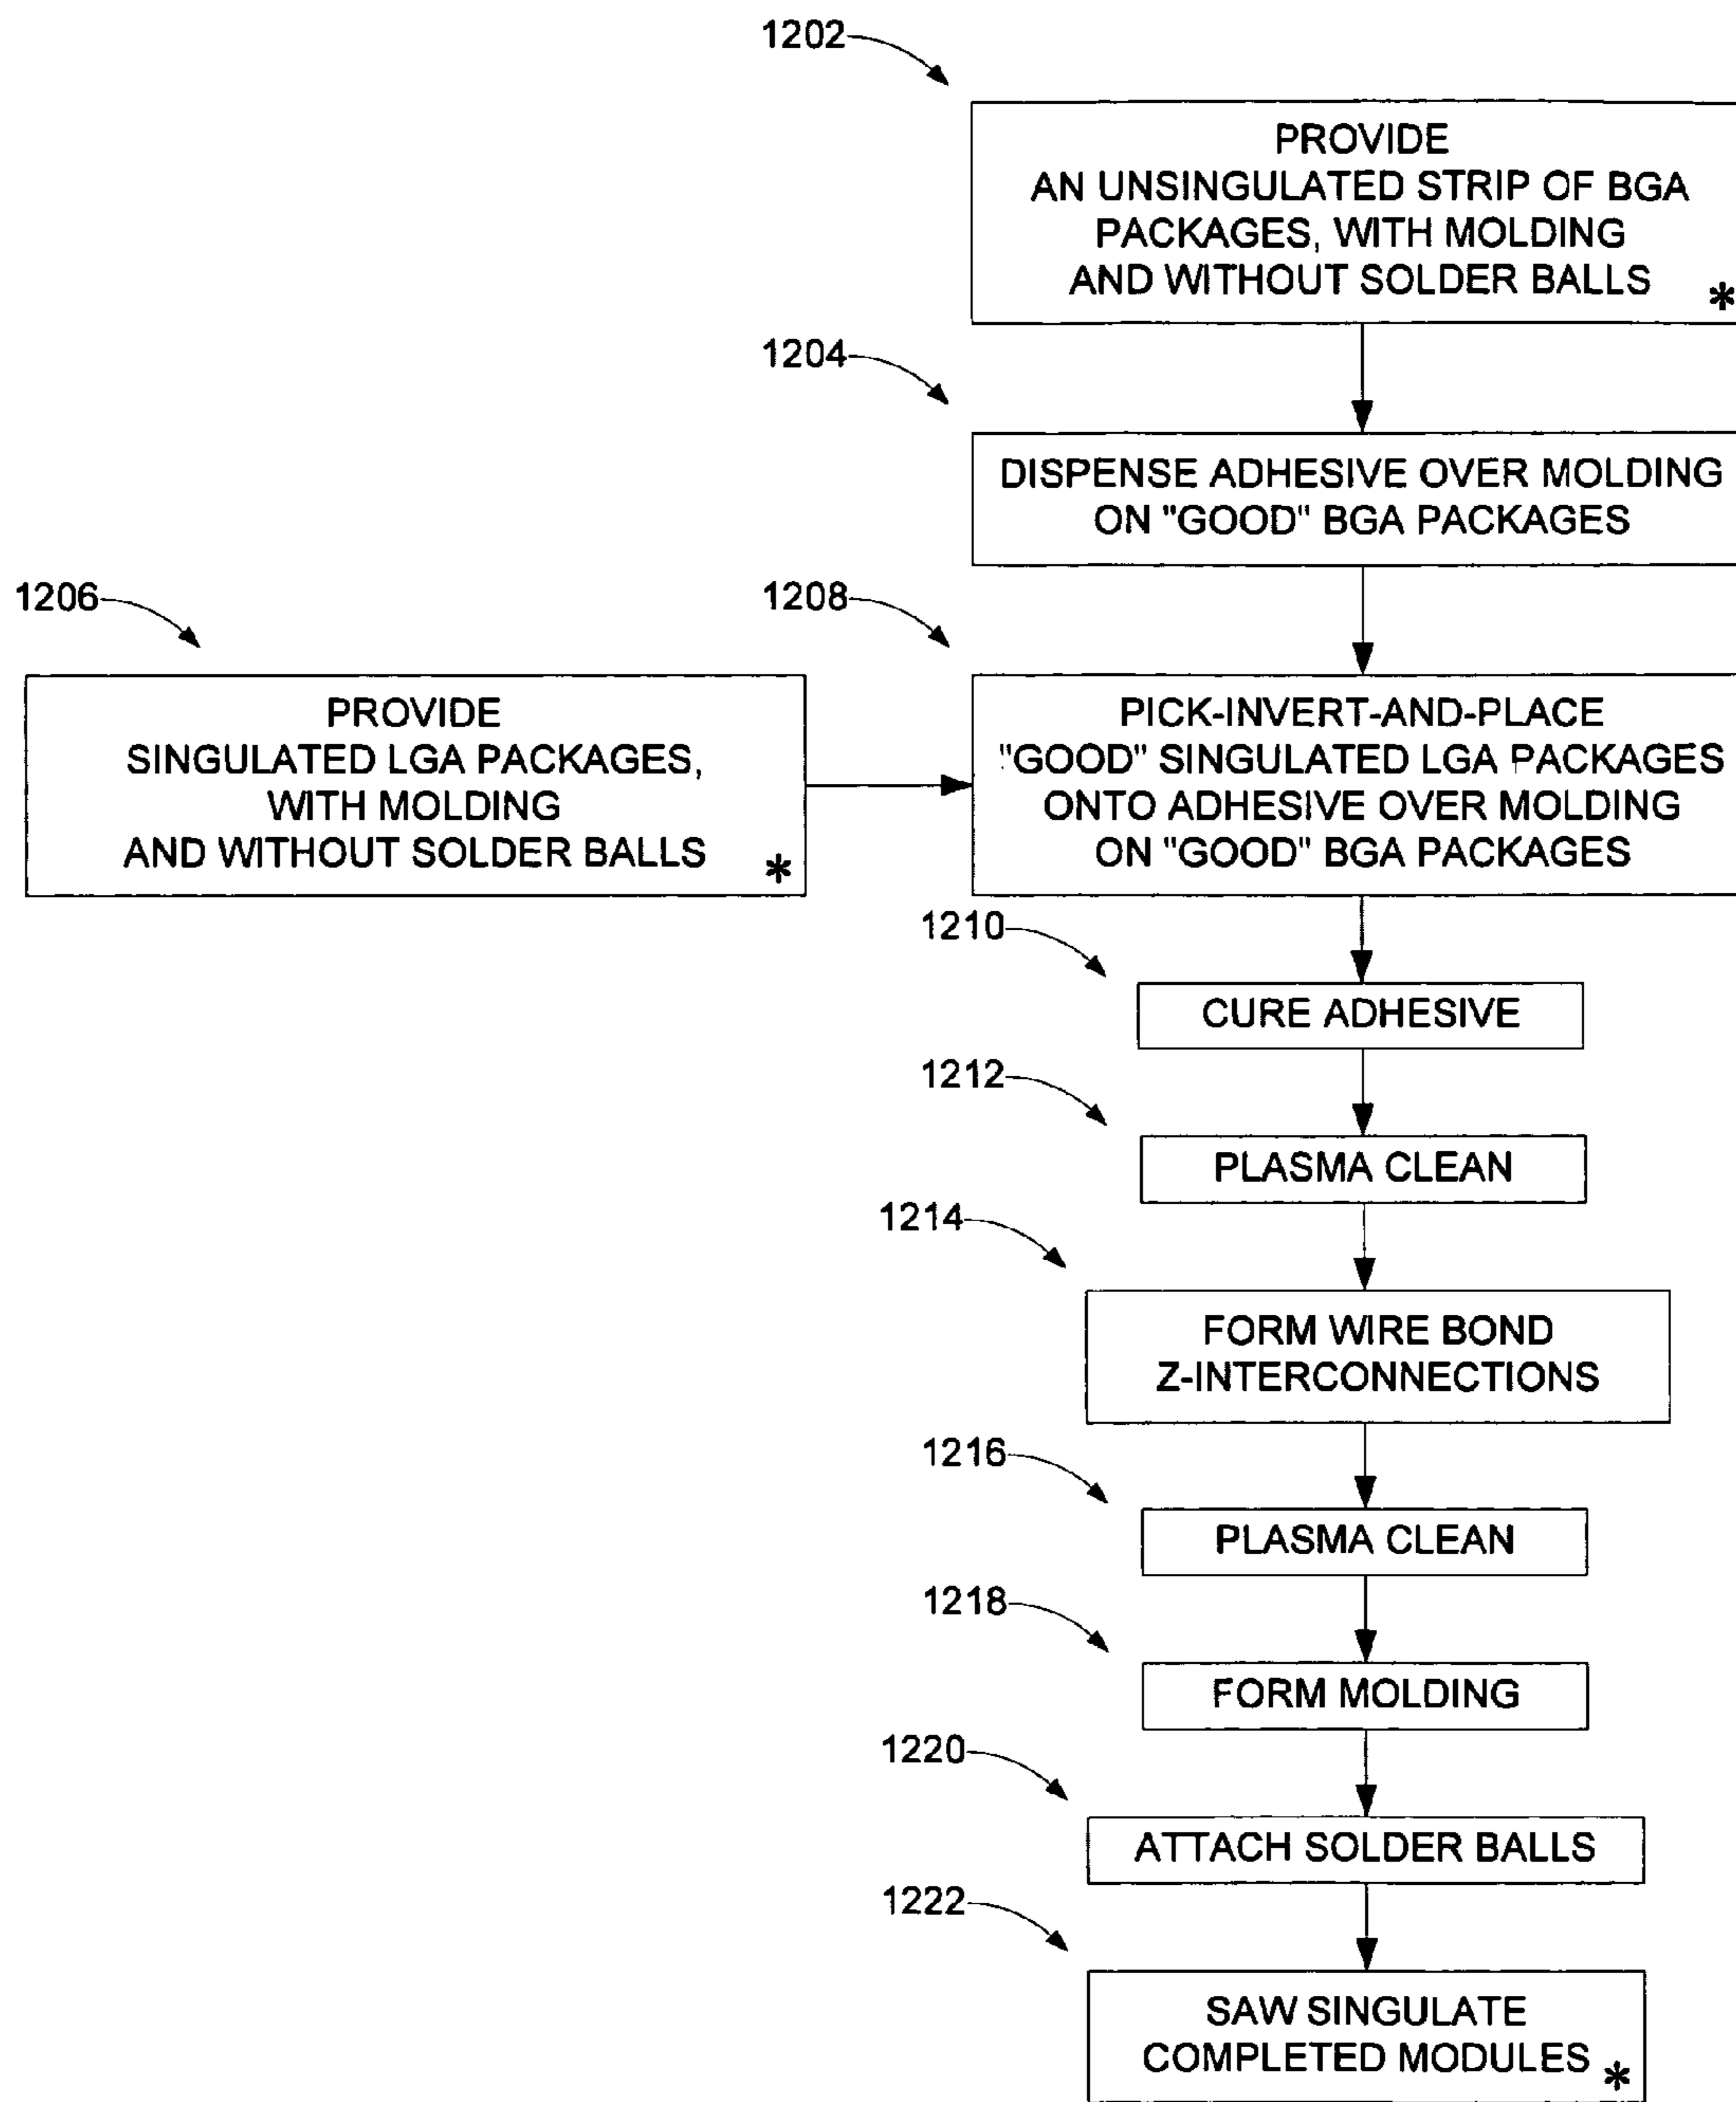 1202
PROVIDE
AN UNSINGULATED STRIP OF BGA
PACKAGES, WITH MOLDING
AND WITHOUT SOLDER BALLS
*
1204
DISPENSE ADHESIVE OVER MOLDING
ON "GOOD" BGA PACKAGES
1206
PROVIDE
SINGULATED LGA PACKAGES,
WITH MOLDING
AND WITHOUT SOLDER BALLS
*
1208
PICK-INVERT-AND-PLACE
"GOOD" SINGULATED LGA PACKAGES
ONTO ADHESIVE OVER MOLDING
ON "GOOD" BGA PACKAGES
1210
CURE ADHESIVE
1212
PLASMA CLEAN
1214
FORM WIRE BOND
Z-INTERCONNECTIONS
1216
PLASMA CLEAN
1218
FORM MOLDING
1220
ATTACH SOLDER BALLS
1222
SAW SINGULATE
COMPLETED MODULES
*